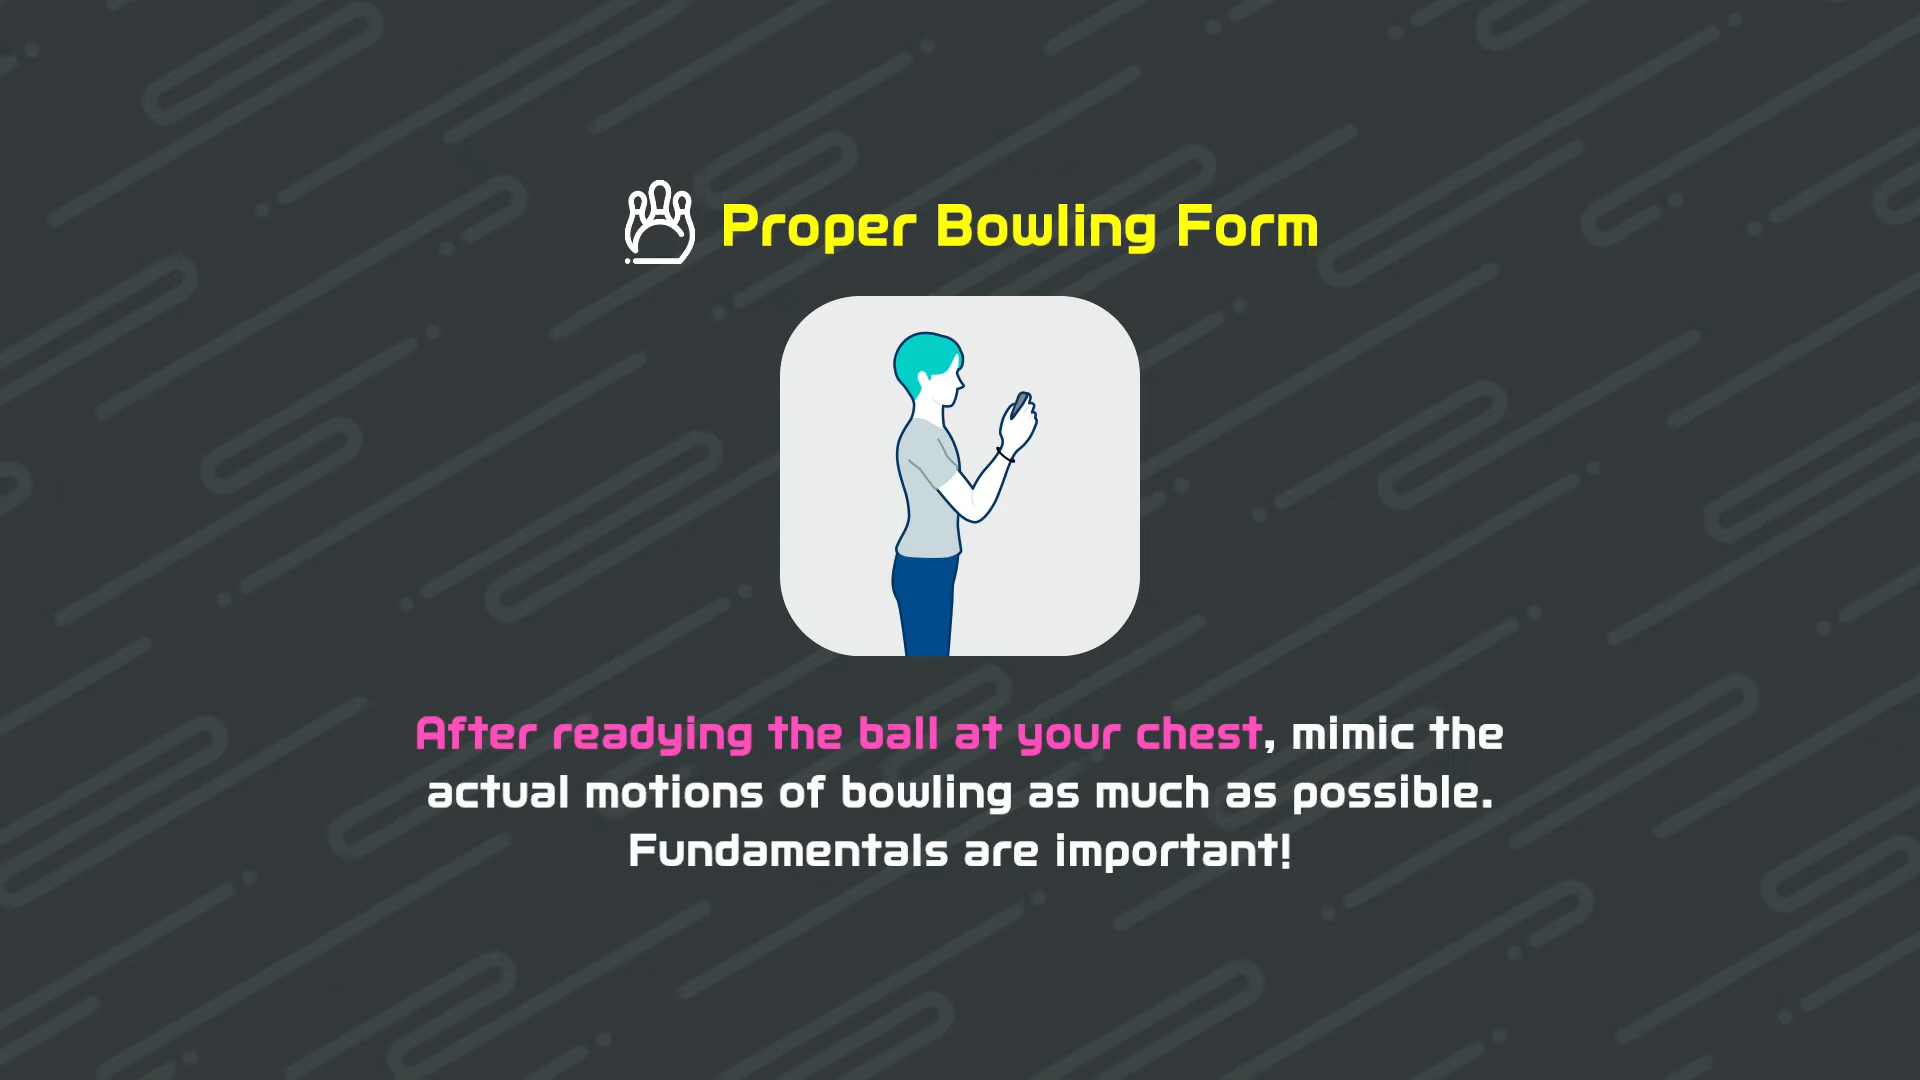 Proper Bowling Form
After readying the ball at your chest, mimic the
actual motions of bowling as much as possible.
Fundamentals are important!